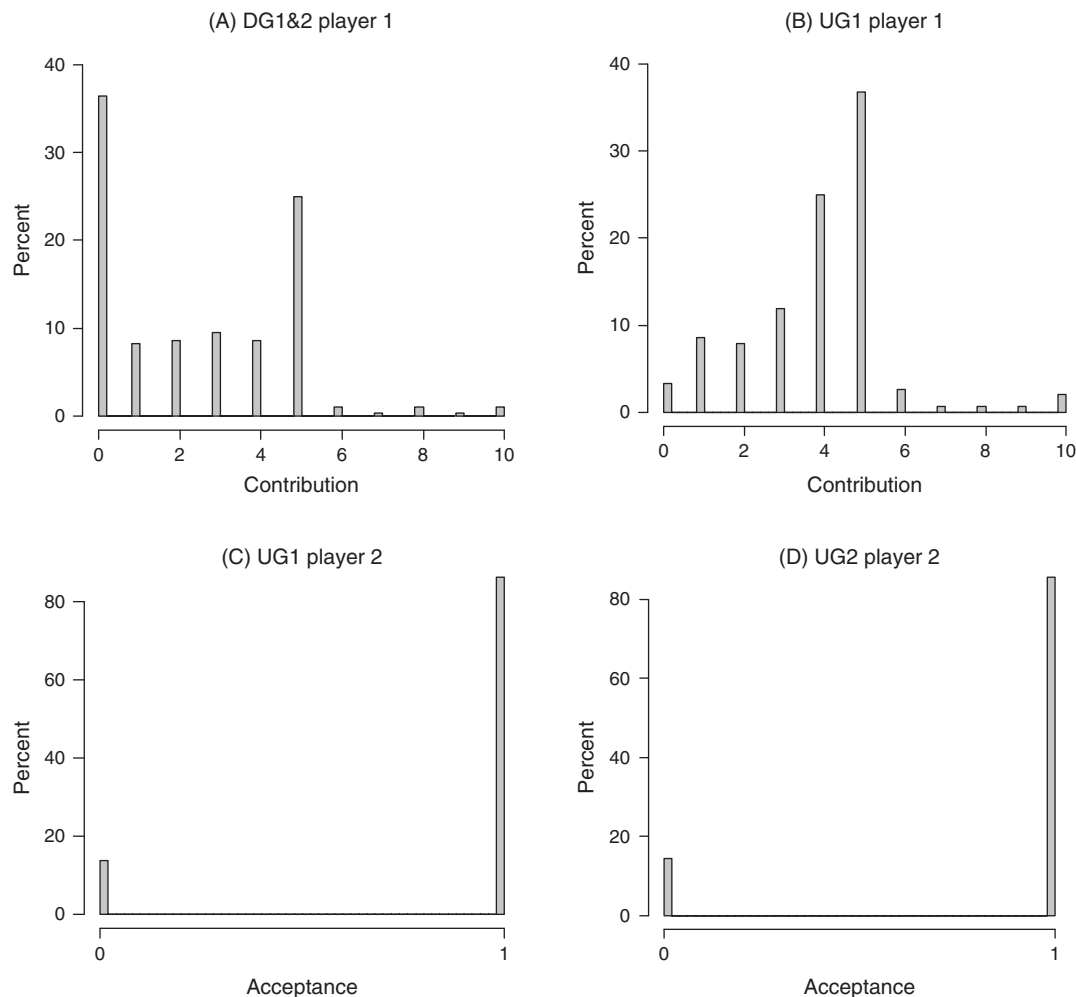 (A) DG1&2 player 1
40
30
20
10
0
Percent
0 2 4 6 8 10
Contribution
(B) UG1 player 1
40
30
20
10
0
Percent
0 2 4 6 8 10
Contribution
(C) UG1 player 2
80
60
40
20
0
Percent
0 1
Acceptance
(D) UG2 player 2
80
60
40
20
0
Percent
0 1
Acceptance